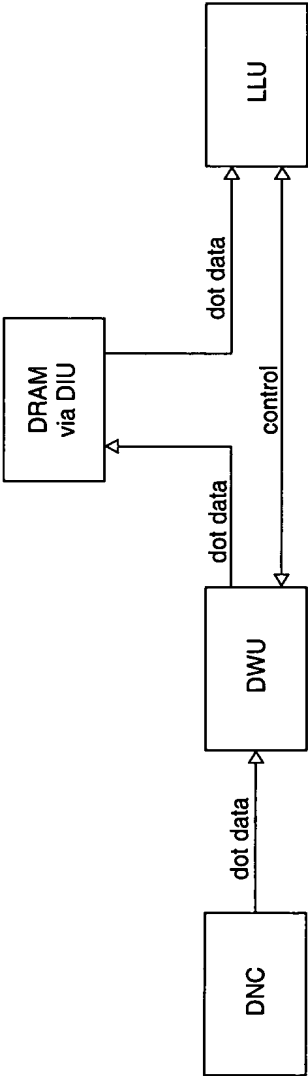 DNC
dot data
DWU
dot data
DRAM
via DIU
dot data
control
LLU